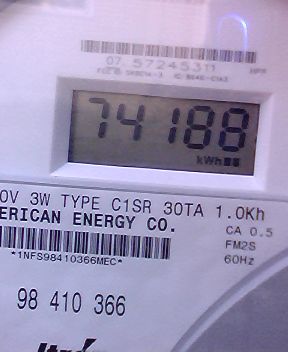 07 57245311
74188
kWh
0V 3W TYPE C1SR 30TA 1.0Kh
ERICAN ENERGY CO.
CA 0.5
FM2S
60Hz
*1NFS98410366MEC*
98 410 366
Itron